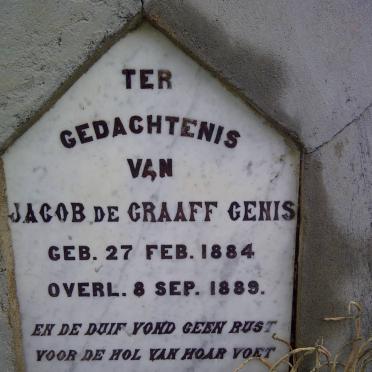 TER
GEDACHTENIS
VAN
JACOB DE GRAAFF GENIS
GEB. 27 FEB. 1884
OVERL. 8 SEP. 1889.
EN DE DUIF VOND GEEN RUST
VOOR DE HOL VAN HOAR VOET